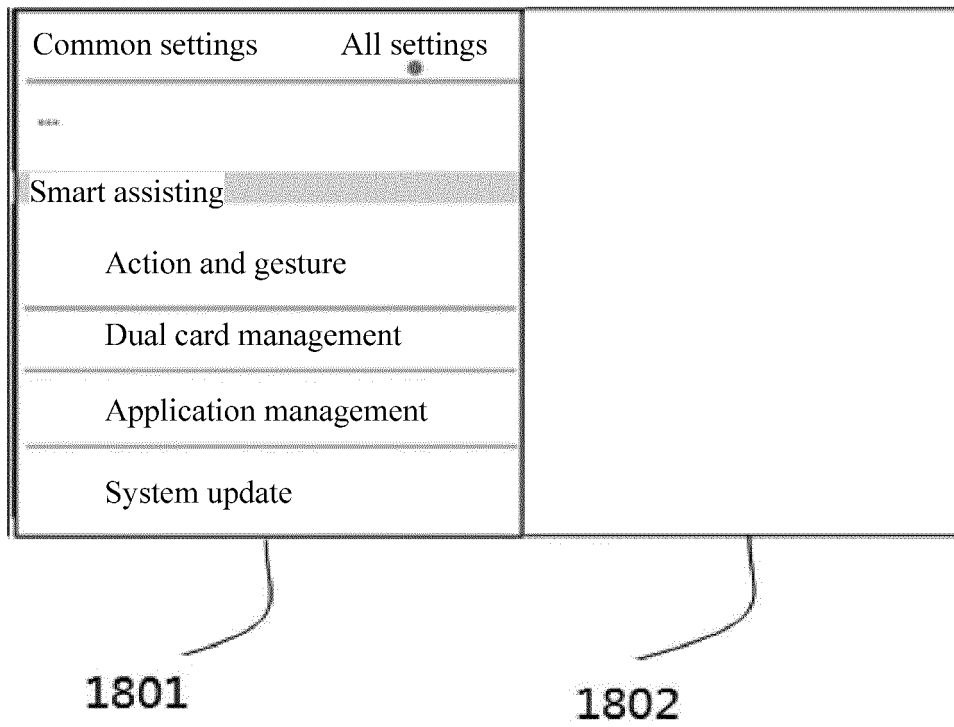 Common settings All settings
...
Smart assisting
Action and gesture
Dual card management
Application management
System update
1801 1802